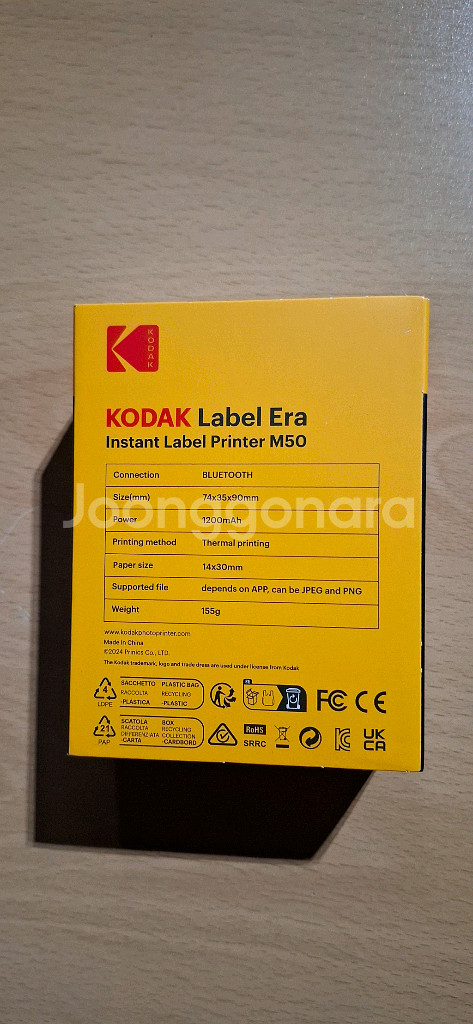 KODAK
KODAK Label Era
Instant Label Printer M50
Connection BLUETOOTH
Size(mm) 74x35x90mm
Joonggonara
Power 1200mAh
Printing method Thermal printing
Paper size 14x30mm
Supported file depends on APP, can be JPEG and PNG
Weight 155g
www.kodakphotoprinter.com
Made in China
©2024 Prinics Co., LTD.
The Kodak trademark, logo and trade dress are used under license from Kodak
4
LDPE
SACCHETTO PLASTIC BAG
RACCOLTA RECYCLING
-PLASTICA -PLASTIC
FR
FC CE
21
PAP
SCATOLA BOX
RACCOLTA RECYCLING
DIFFERENZIATA COLLECTION
-CARTA -CARDBORD
RoHS
SRRC
UK
CA